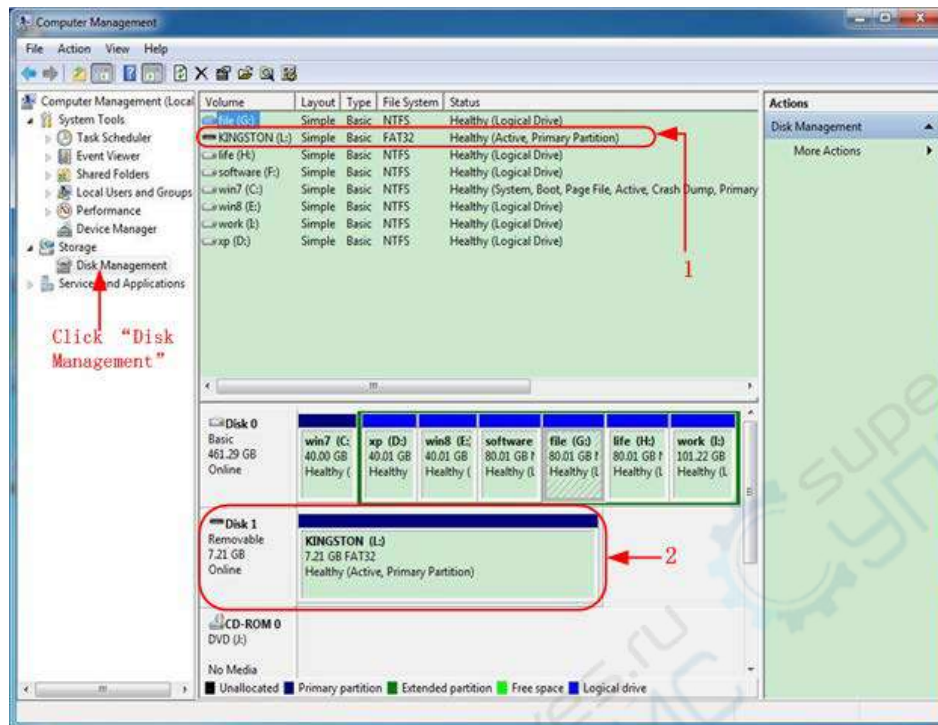 Computer Management
File Action View Help
Computer Management (Local
System Tools
Task Scheduler
Event Viewer
Shared Folders
Local Users and Groups
Performance
Device Manager
Storage
Disk Management
Services and Applications
Click “Disk
Management”
Volume Layout Type File System Status
file (G:) Simple Basic NTFS Healthy (Logical Drive)
KINGSTON (L:) Simple Basic FAT32 Healthy (Active, Primary Partition)
life (H:) Simple Basic NTFS Healthy (Logical Drive)
software (F:) Simple Basic NTFS Healthy (Logical Drive)
win7 (C:) Simple Basic NTFS Healthy (System, Boot, Page File, Active, Crash Dump, Primary
win8 (E:) Simple Basic NTFS Healthy (Logical Drive)
work (I:) Simple Basic NTFS Healthy (Logical Drive)
xp (D:) Simple Basic NTFS Healthy (Logical Drive)
1
Actions
Disk Management
More Actions
Disk 0
Basic
461.29 GB
Online
win7 (C: xp (D:) win8 (E: software file (G:) life (H:) work (I:)
40.00 GB 40.01 GB 40.01 GB 80.01 GB 80.01 GB 80.01 GB 101.22 GB
Healthy ( Healthy Healthy ( Healthy (L Healthy (L Healthy (L Healthy (L
Disk 1
Removable
7.21 GB
Online
KINGSTON (L:)
7.21 GB FAT32
Healthy (Active, Primary Partition)
2
CD-ROM 0
DVD (J:)
No Media
Unallocated Primary partition Extended partition Free space Logical drive